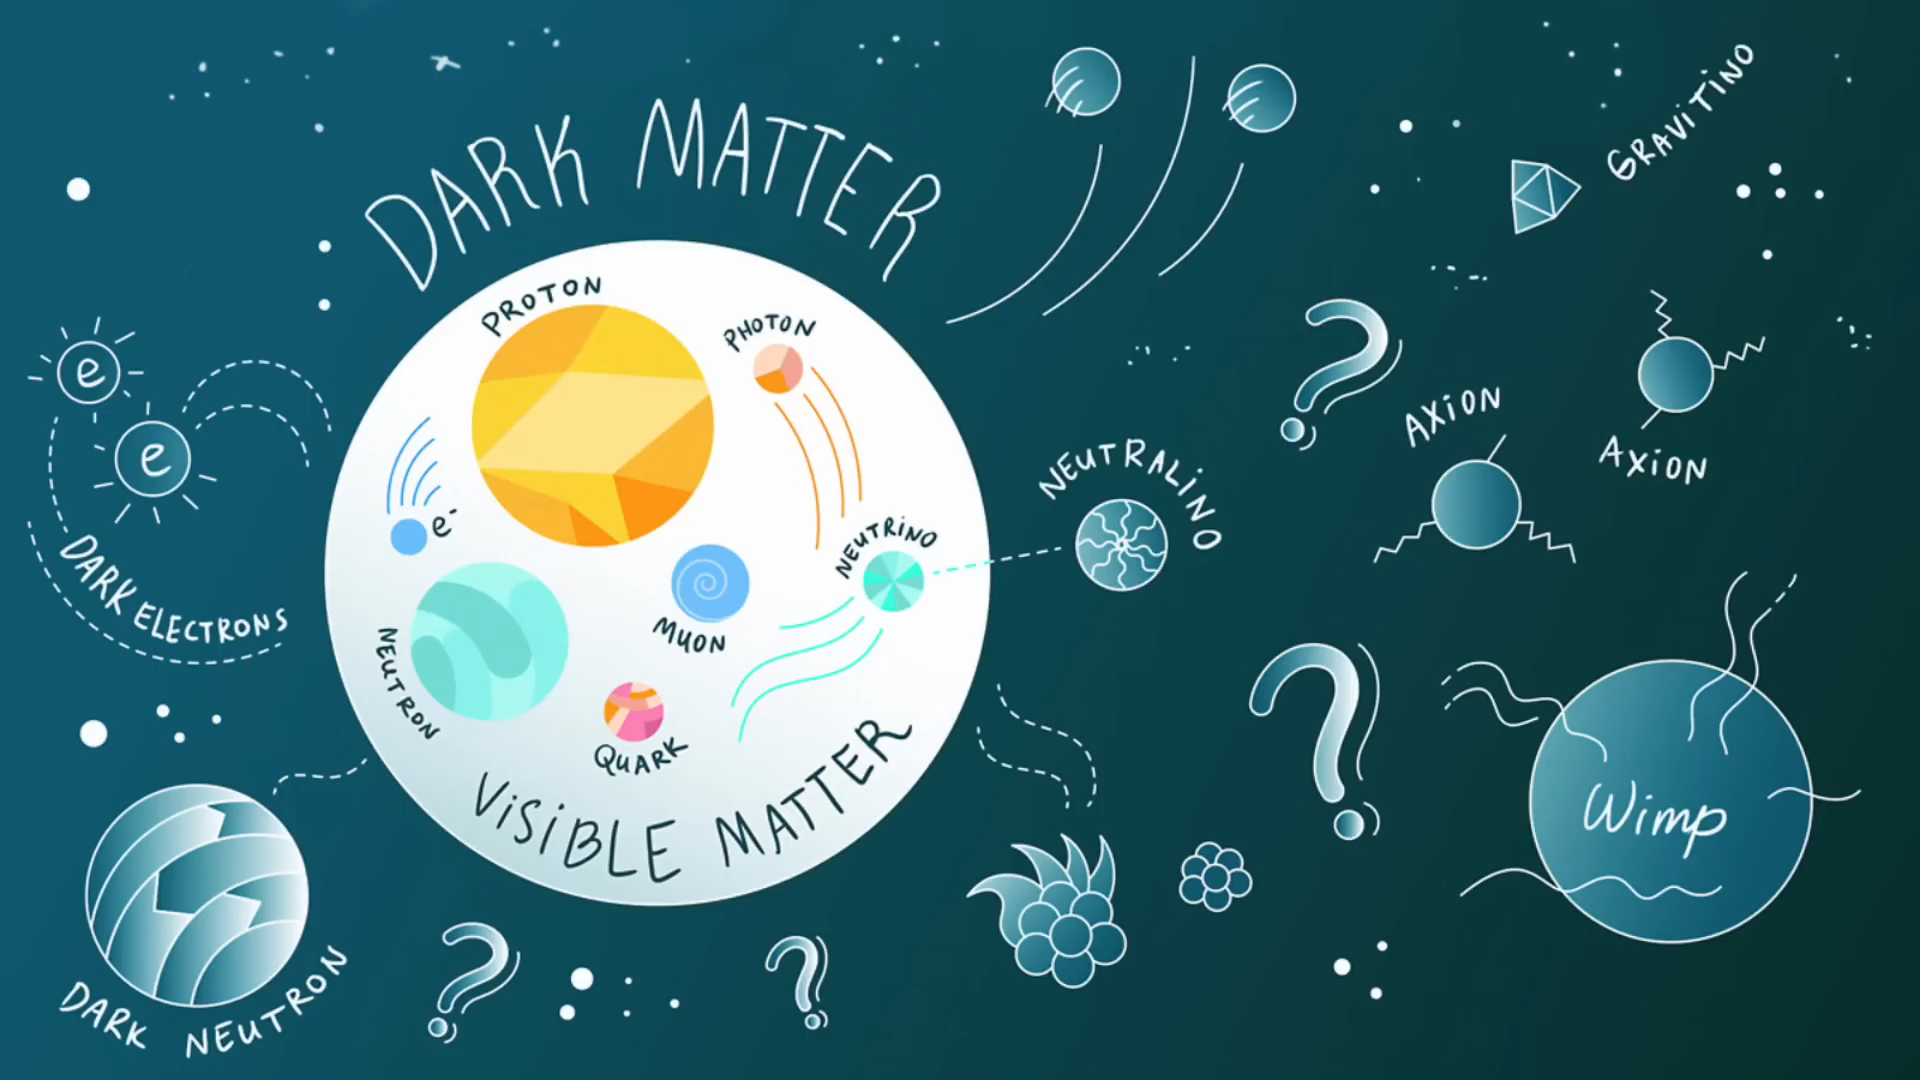 DARK MATTER
GRAVITINO
PROTON
PHOTON
e
e
DARK ELECTRONS
e-
NEUTRINO
NEUTRALINO
AXION
AXION
MUON
NEUTRON
QUARK
VISIBLE MATTER
?
?
Wimp
DARK NEUTRON
?
?